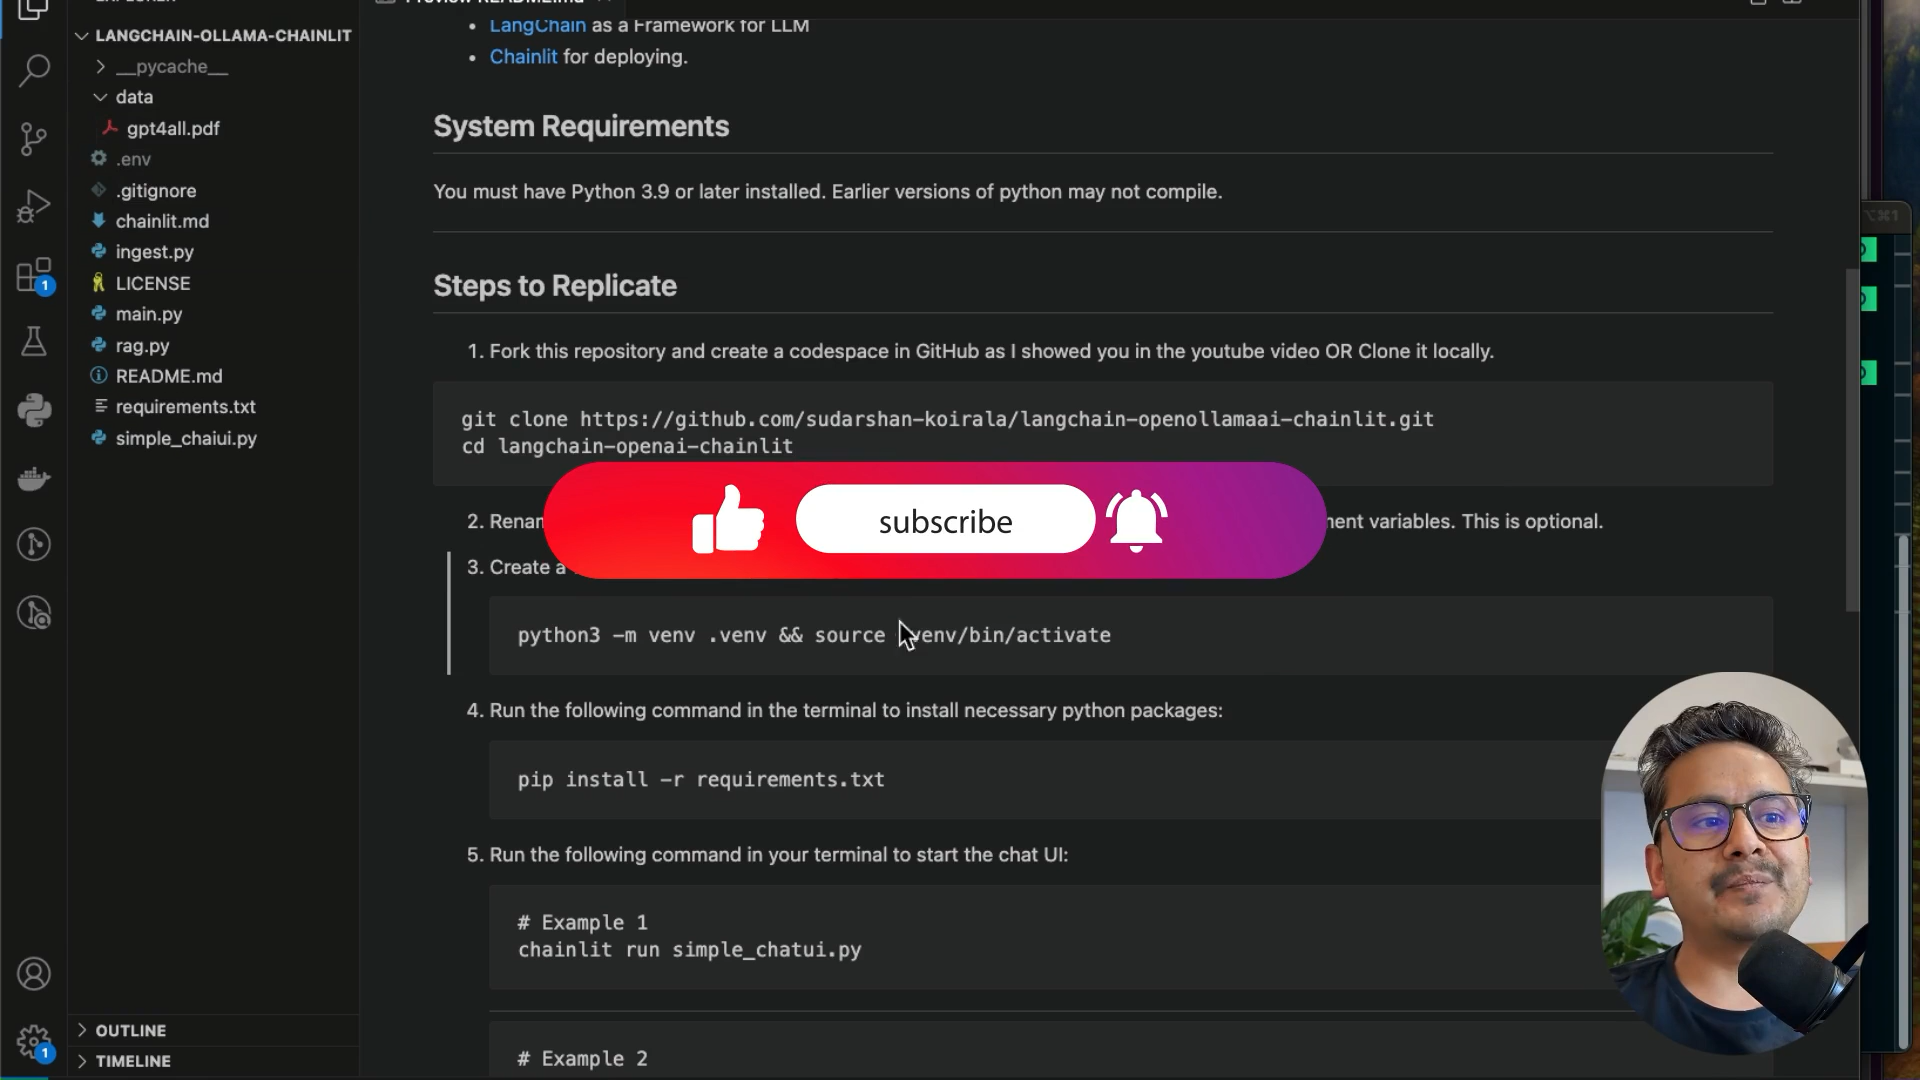 LANGCHAIN-OLLAMA-CHAINLIT
__pycache__
data
gpt4all.pdf
.env
.gitignore
chainlit.md
ingest.py
LICENSE
main.py
rag.py
README.md
requirements.txt
simple_chaiui.py
OUTLINE
TIMELINE
1
1
LangChain as a Framework for LLM
Chainlit for deploying.
System Requirements
You must have Python 3.9 or later installed. Earlier versions of python may not compile.
Steps to Replicate
1. Fork this repository and create a codespace in GitHub as I showed you in the youtube video OR Clone it locally.
git clone https://github.com/sudarshan-koirala/langchain-openollamaai-chainlit.git
cd langchain-openai-chainlit
2. variables. This is optional.
subscribe
3. Create a
python3 -m venv .venv && source venv/bin/activate
4. Run the following command in the terminal to install necessary python packages:
pip install -r requirements.txt
5. Run the following command in your terminal to start the chat UI:
# Example 1
chainlit run simple_chatui.py
# Example 2
⌥⌘1